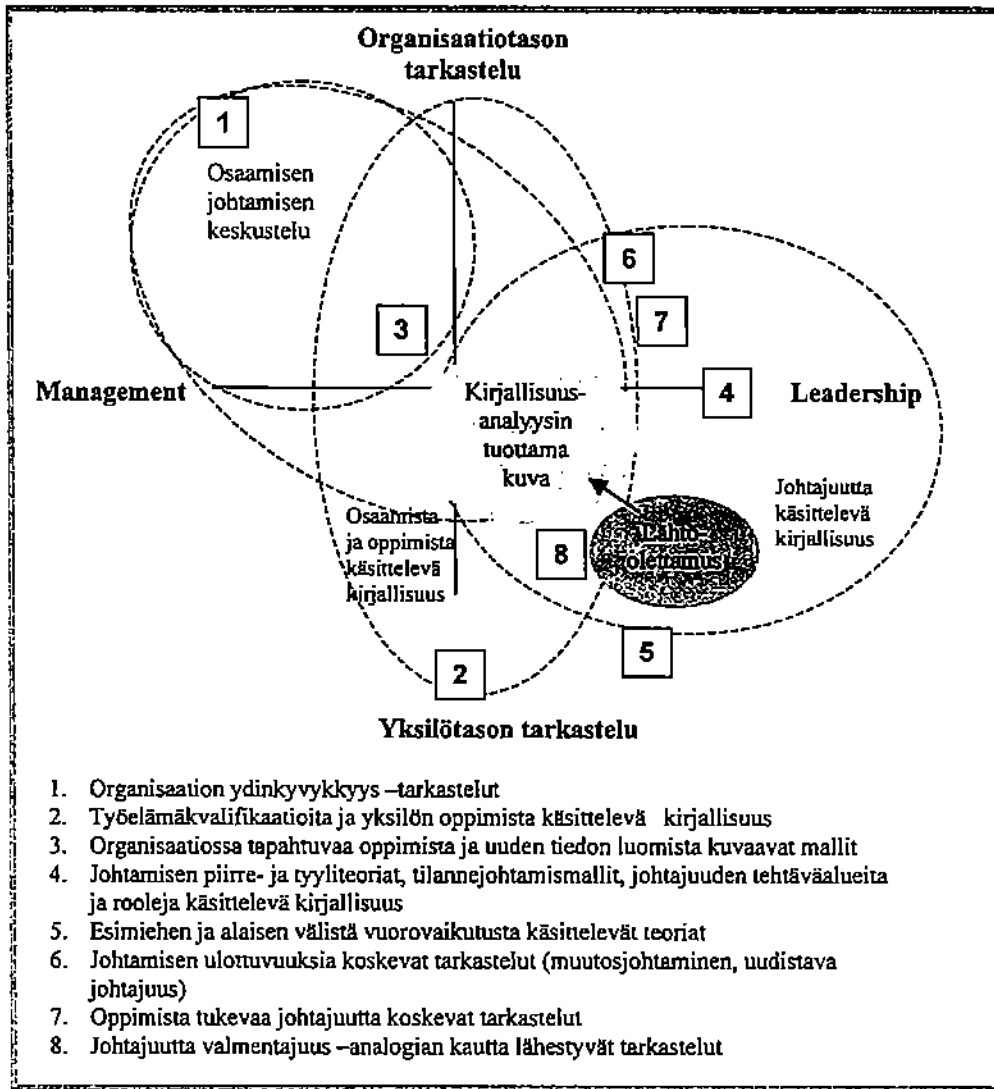 Organisaatiotason
tarkastelu
1
Osaamisen
johtamisen
keskustelu
6
7
3
Management
Kirjallisuus-
analyysin
tuottama
kuva
4
Leadership
Johtajuutta
käsittelevä
kirjallisuus
Osaamista
ja oppimista
käsittelevä
kirjallisuus
8
Lähtö-
olettamus
5
2
Yksilötason tarkastelu
1. Organisaation ydinkyvykkyys –tarkastelut
2. Työelämäkvalifikaatioita ja yksilön oppimista käsittelevä kirjallisuus
3. Organisaatiossa tapahtuvaa oppimista ja uuden tiedon luomista kuvaavat mallit
4. Johtamisen piirre- ja tyyliteoriat, tilannejohtamismallit, johtajuuden tehtäväalueita
ja rooleja käsittelevä kirjallisuus
5. Esimiehen ja alaisen välistä vuorovaikutusta käsittelevät teoriat
6. Johtamisen ulottuvuuksia koskevat tarkastelut (muutosjohtaminen, uudistava
johtajuus)
7. Oppimista tukevaa johtajuutta koskevat tarkastelut
8. Johtajuutta valmentajuus –analogian kautta lähestyvät tarkastelut